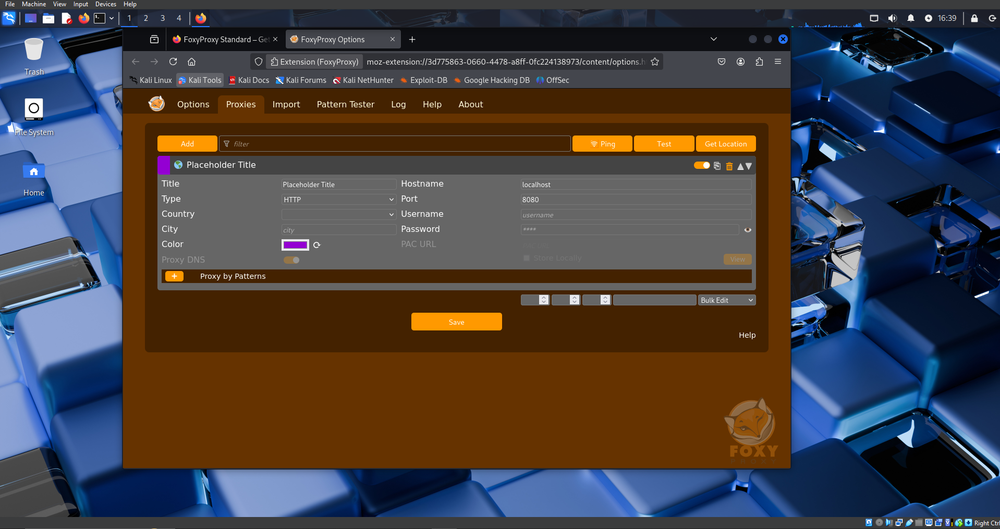 File Machine View Input Devices Help
1 2 3 4
16:39
Trash
File System
Home
FoxyProxy Standard – Get
FoxyProxy Options
Extension (FoxyProxy) moz-extension://3d775863-0660-4478-a8ff-0fc224138973/content/options.h
Kali Linux Kali Tools Kali Docs Kali Forums Kali NetHunter Exploit-DB Google Hacking DB OffSec
Options Proxies Import Pattern Tester Log Help About
Add filter Ping Test Get Location
Placeholder Title
Title Placeholder Title Hostname localhost
Type HTTP Port 8080
Country Username username
City city Password ****
Color PAC URL PAC URL
Proxy DNS Store Locally View
+ Proxy by Patterns
Bulk Edit
Save
Help
FOXY
PROXY
Right Ctrl